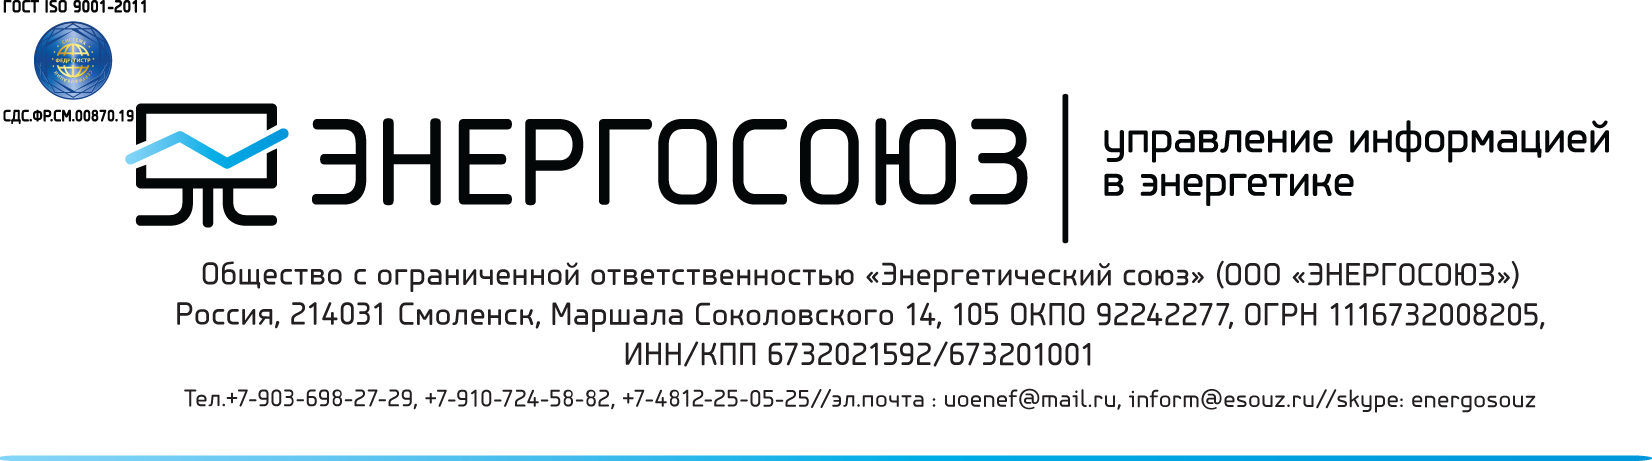 ГОСТ ISO 9001-2011
СИСТЕМА
ФЕДРЕГИСТР
СДС.ФР.СМ.00870.19
ЭНЕРГОСОЮЗ
управление информацией
в энергетике
Общество с ограниченной ответственностью «Энергетический союз» (ООО «ЭНЕРГОСОЮЗ»)
Россия, 214031 Смоленск, Маршала Соколовского 14, 105 ОКПО 92242277, ОГРН 1116732008205,
ИНН/КПП 6732021592/673201001
Тел.+7-903-698-27-29, +7-910-724-58-82, +7-4812-25-05-25//эл.почта : uoenef@mail.ru, inform@esouz.ru//skype: energosouz